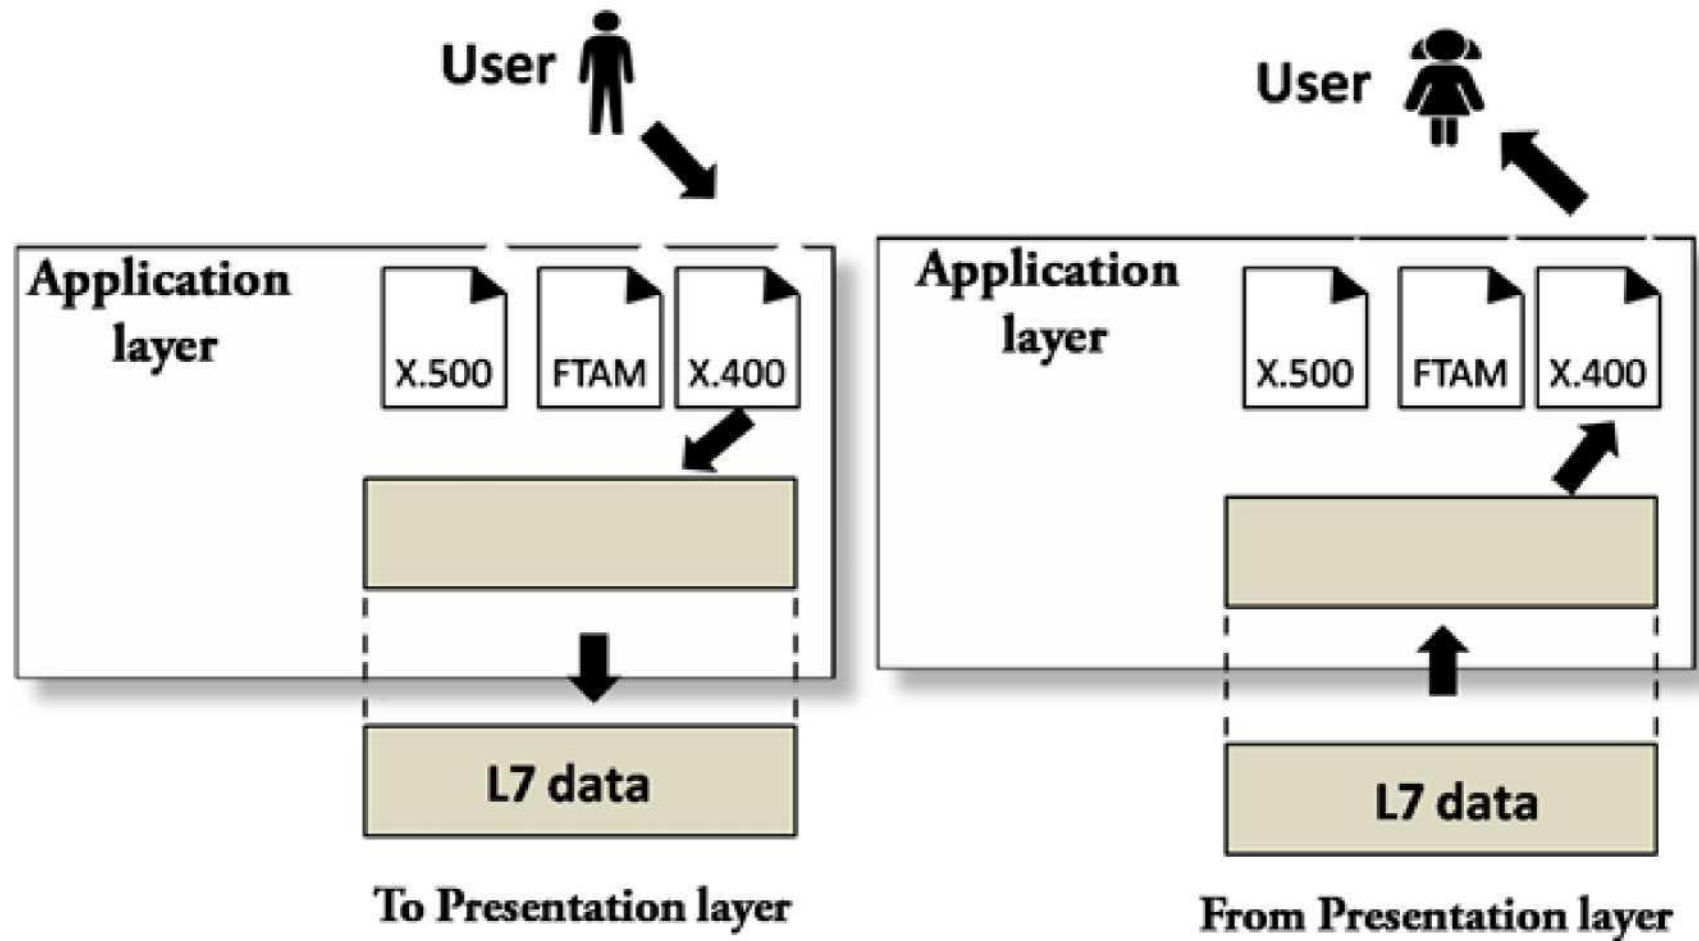 User
Application
layer
X.500 FTAM X.400
L7 data
To Presentation layer
User
Application
layer
X.500 FTAM X.400
L7 data
From Presentation layer